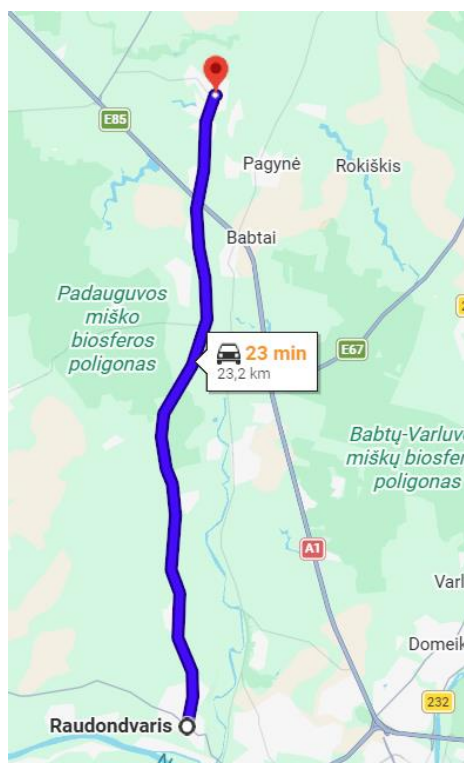 E85
Pagynė
Rokiškis
Babtai
Padauguvos
miško
biosferos
poligonas
23 min
23,2 km
E67
Babtų-Varluvo
miškų biosfer
poligonas
A1
Varl
Domeik
232
Raudondvaris